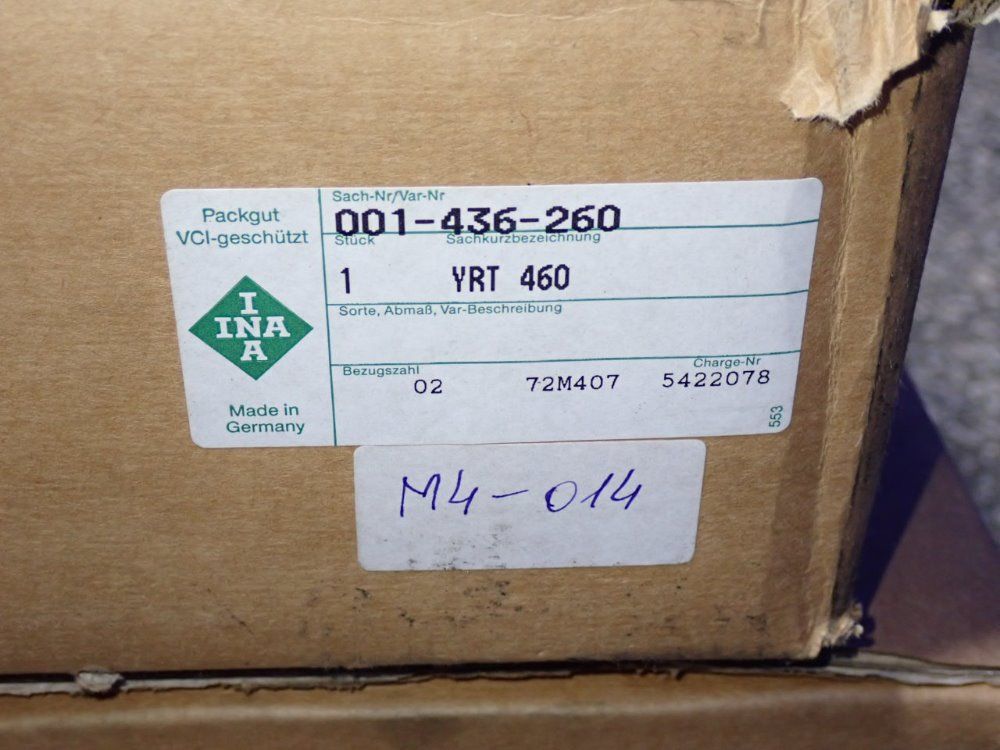 Packgut
VCI-geschützt
I
INA
A
Made in
Germany
Sach-Nr/Var-Nr
001-436-260
Stück Sachkurzbezeichnung
1 YRT 460
Sorte, Abmaß, Var-Beschreibung
Bezugszahl Charge-Nr
02 72M407 5422078
553
M4-014